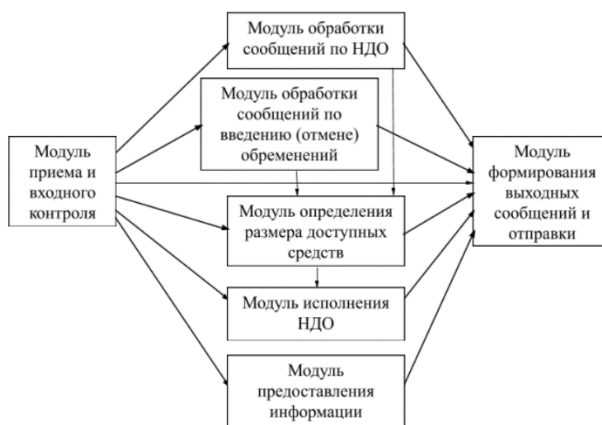 Модуль обработки
сообщений по НДО
Модуль обработки
сообщений по
введению (отмене)
обременений
Модуль
приема и
входного
контроля
Модуль
формирования
выходных
сообщений и
отправки
Модуль определения
размера доступных
средств
Модуль исполнения
НДО
Модуль
предоставления
информации